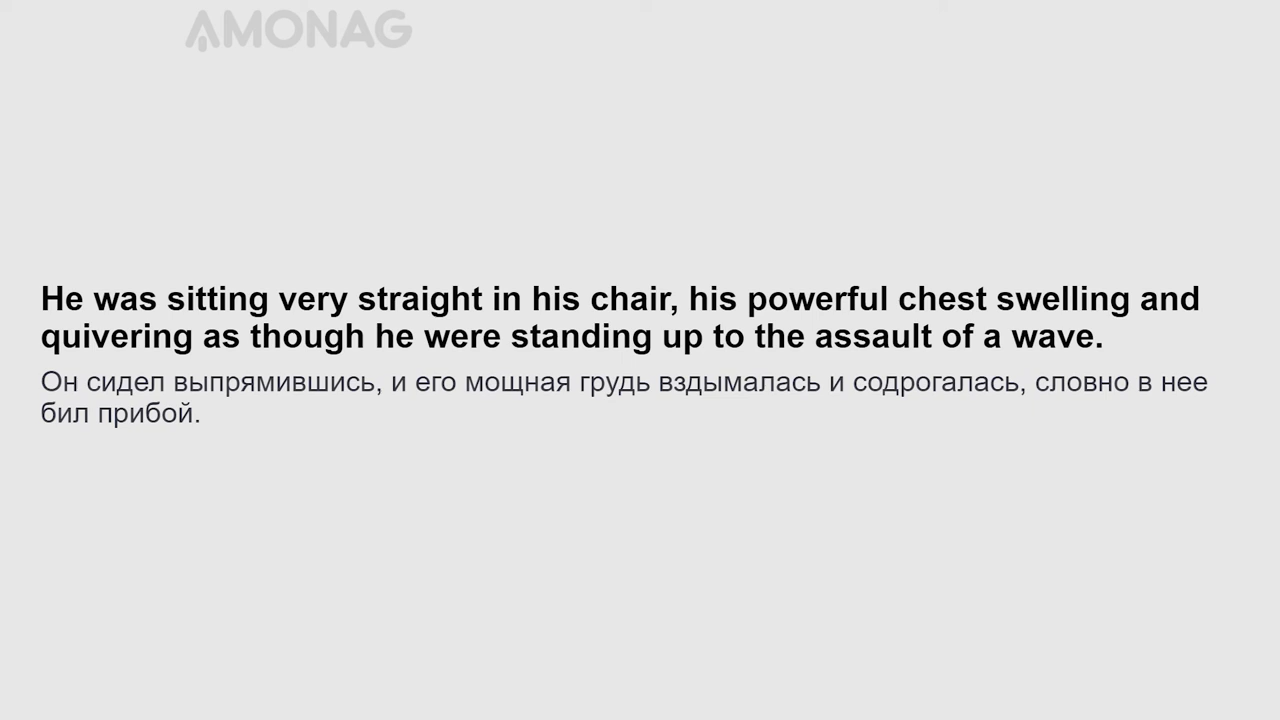 AMONAG
He was sitting very straight in his chair, his powerful chest swelling and
quivering as though he were standing up to the assault of a wave.
Он сидел выпрямившись, и его мощная грудь вздымалась и содрогалась, словно в нее
бил прибой.